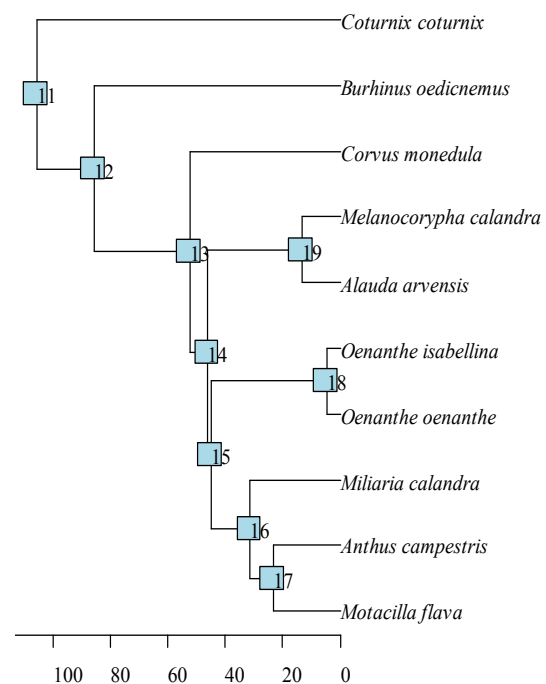 Coturnix coturnix
11
Burhinus oedicnemus
12
Corvus monedula
Melanocorypha calandra
13
19
Alauda arvensis
14
Oenanthe isabellina
18
Oenanthe oenanthe
15
Miliaria calandra
16
Anthus campestris
17
Motacilla flava
100 80 60 40 20 0